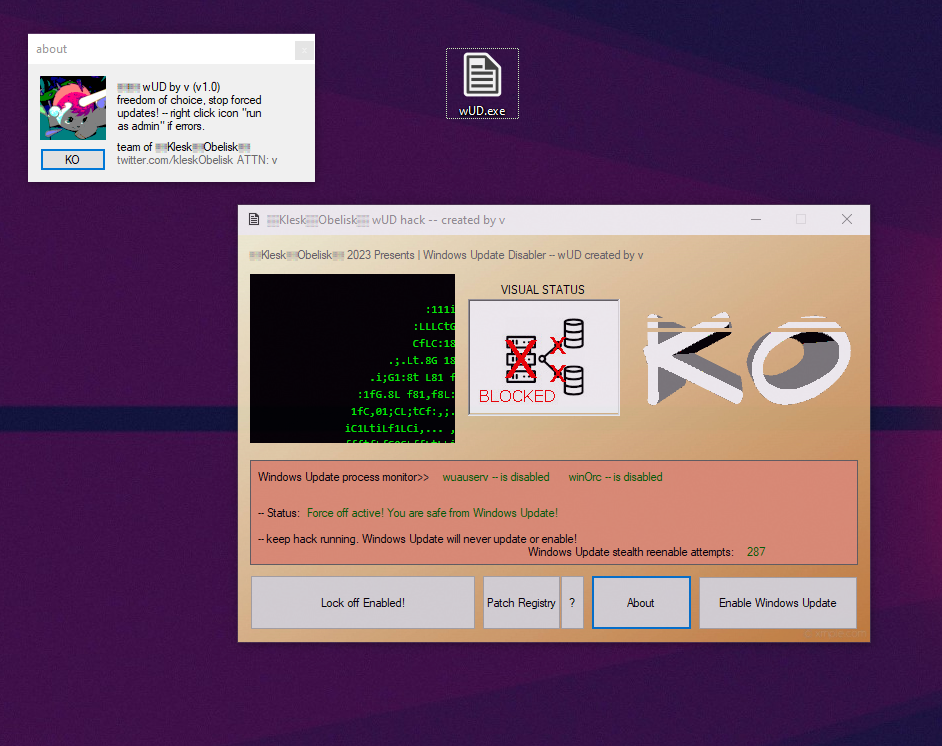 about
wUD by v (v1.0)
freedom of choice, stop forced
updates! -- right click icon "run
as admin" if errors.
team of Klesk Obelisk
twitter.com/kleskObelisk ATTN: v
KO
wUD.exe
Klesk Obelisk wUD hack -- created by v
Klesk Obelisk 2023 Presents | Windows Update Disabler -- wUD created by v
:111i
:LLLCtG
CfLC:18
.;.Lt.8G 18
.i;G1:8t L81 f
:1fG.8L f81,f8L:
1fC,01;CL;tCf:,;.
iC1LtiLf1LCi,... ,
VISUAL STATUS
BLOCKED
KO
Windows Update process monitor>> wuauserv -- is disabled winOrc -- is disabled
-- Status: Force off active! You are safe from Windows Update!
-- keep hack running. Windows Update will never update or enable!
Windows Update stealth reenable attempts: 287
Lock off Enabled!
Patch Registry
?
About
Enable Windows Update